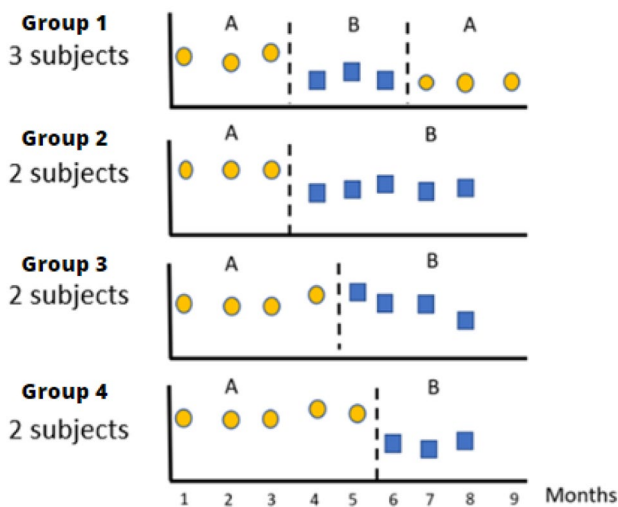 Group 1
3 subjects
A B A
Group 2
2 subjects
A B
Group 3
2 subjects
A B
Group 4
2 subjects
A B
1 2 3 4 5 6 7 8 9 Months